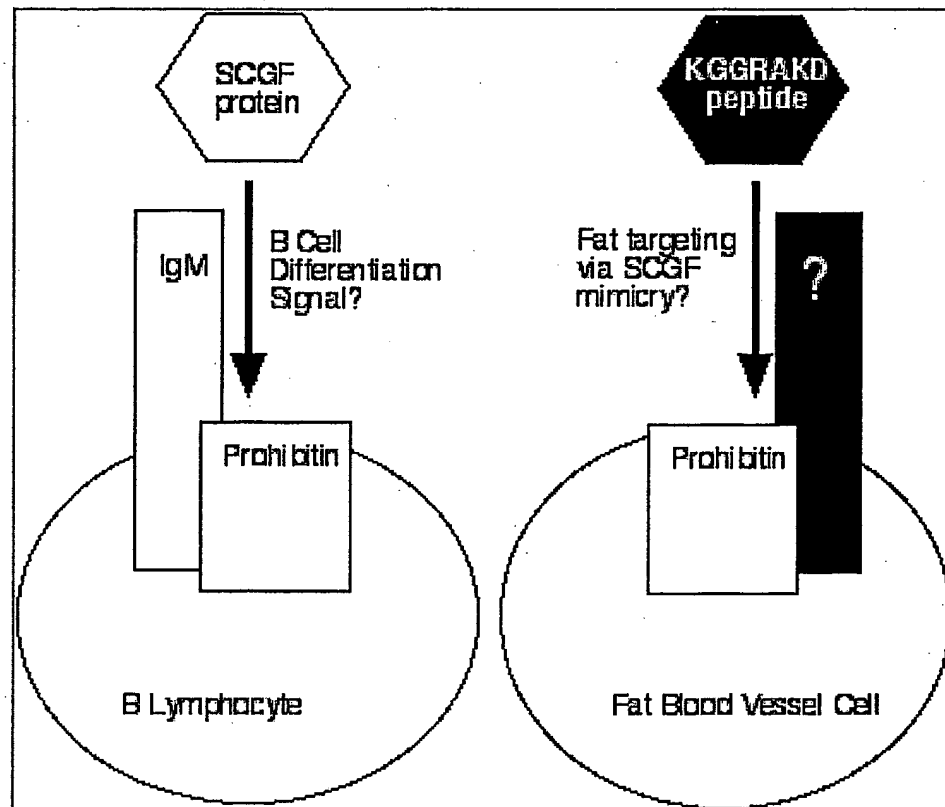 SCGF
protein
KGGRAKD
peptide
IgM
B Cell
Differentiation
Signal?
Fat targeting
via SCGF
mimicry?
?
Prohibitin
Prohibitin
B Lymphocyte
Fat Blood Vessel Cell